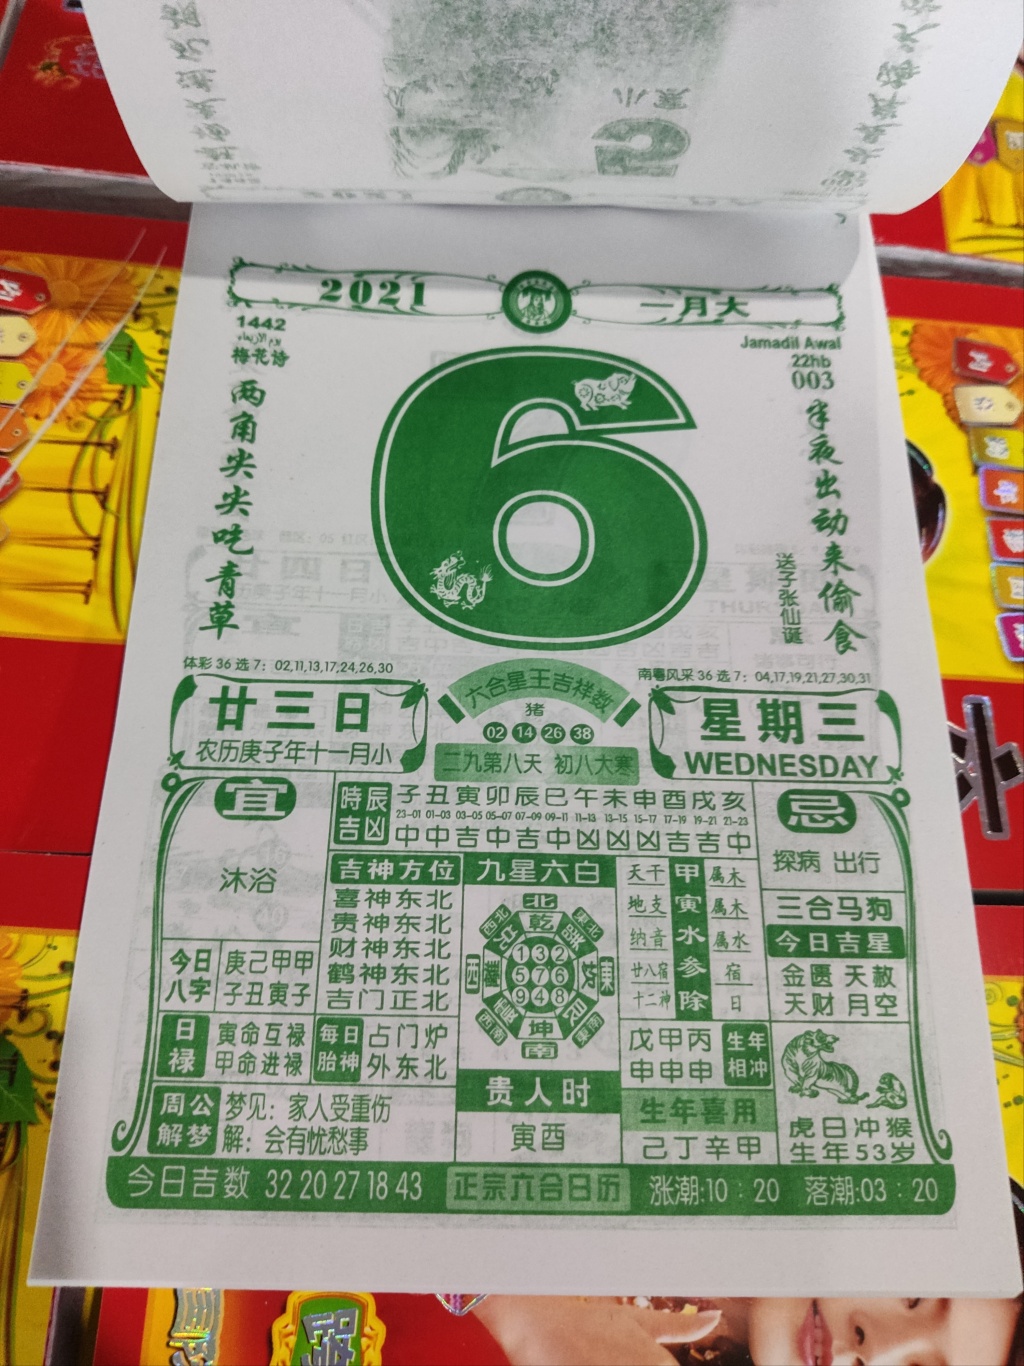 2021
一月大
1442
梅花诗
两角尖尖吃青草
6
Jamadil Awal
22hb
003
半夜出动来偷食
送子张仙诞
体彩36选7：02,11,13,17,24,26,30
南粤风采36选7：04,17,19,21,27,30,31
廿三日
农历庚子年十一月小
六合星王吉祥数
猪
02 14 26 38
二九第八天 初八大寒
星期三
WEDNESDAY
宜
沐浴
時辰吉凶
子丑寅卯辰巳午未申酉戌亥
23-01 01-03 03-05 05-07 07-09 09-11 11-13 13-15 15-17 17-19 19-21 21-23
中中吉中吉中凶凶凶吉吉中
忌
探病 出行
吉神方位
喜神东北
贵神东北
财神东北
鹤神东北
吉门正北
九星六白
北
乾
西北
東北
坎
艮
1 3 2
西
5 7 6
東
9 4 8
西南
坤
東南
南
天干 甲 属木
地支 寅 属木
纳音 水 属水
廿八宿 参 宿
十二神 除 日
三合马狗
今日吉星
金匮 天赦
天财 月空
今日八字
庚己甲甲
子丑寅子
日禄
寅命互禄
甲命进禄
每日胎神
占门炉
外东北
戊甲丙
申申申
生年相冲
贵人时
寅酉
生年喜用
己丁辛甲
虎日冲猴
生年53岁
周公解梦
梦见：家人受重伤
解：会有忧愁事
今日吉数 32 20 27 18 43
正宗六合日历
涨潮:10：20 落潮:03：20